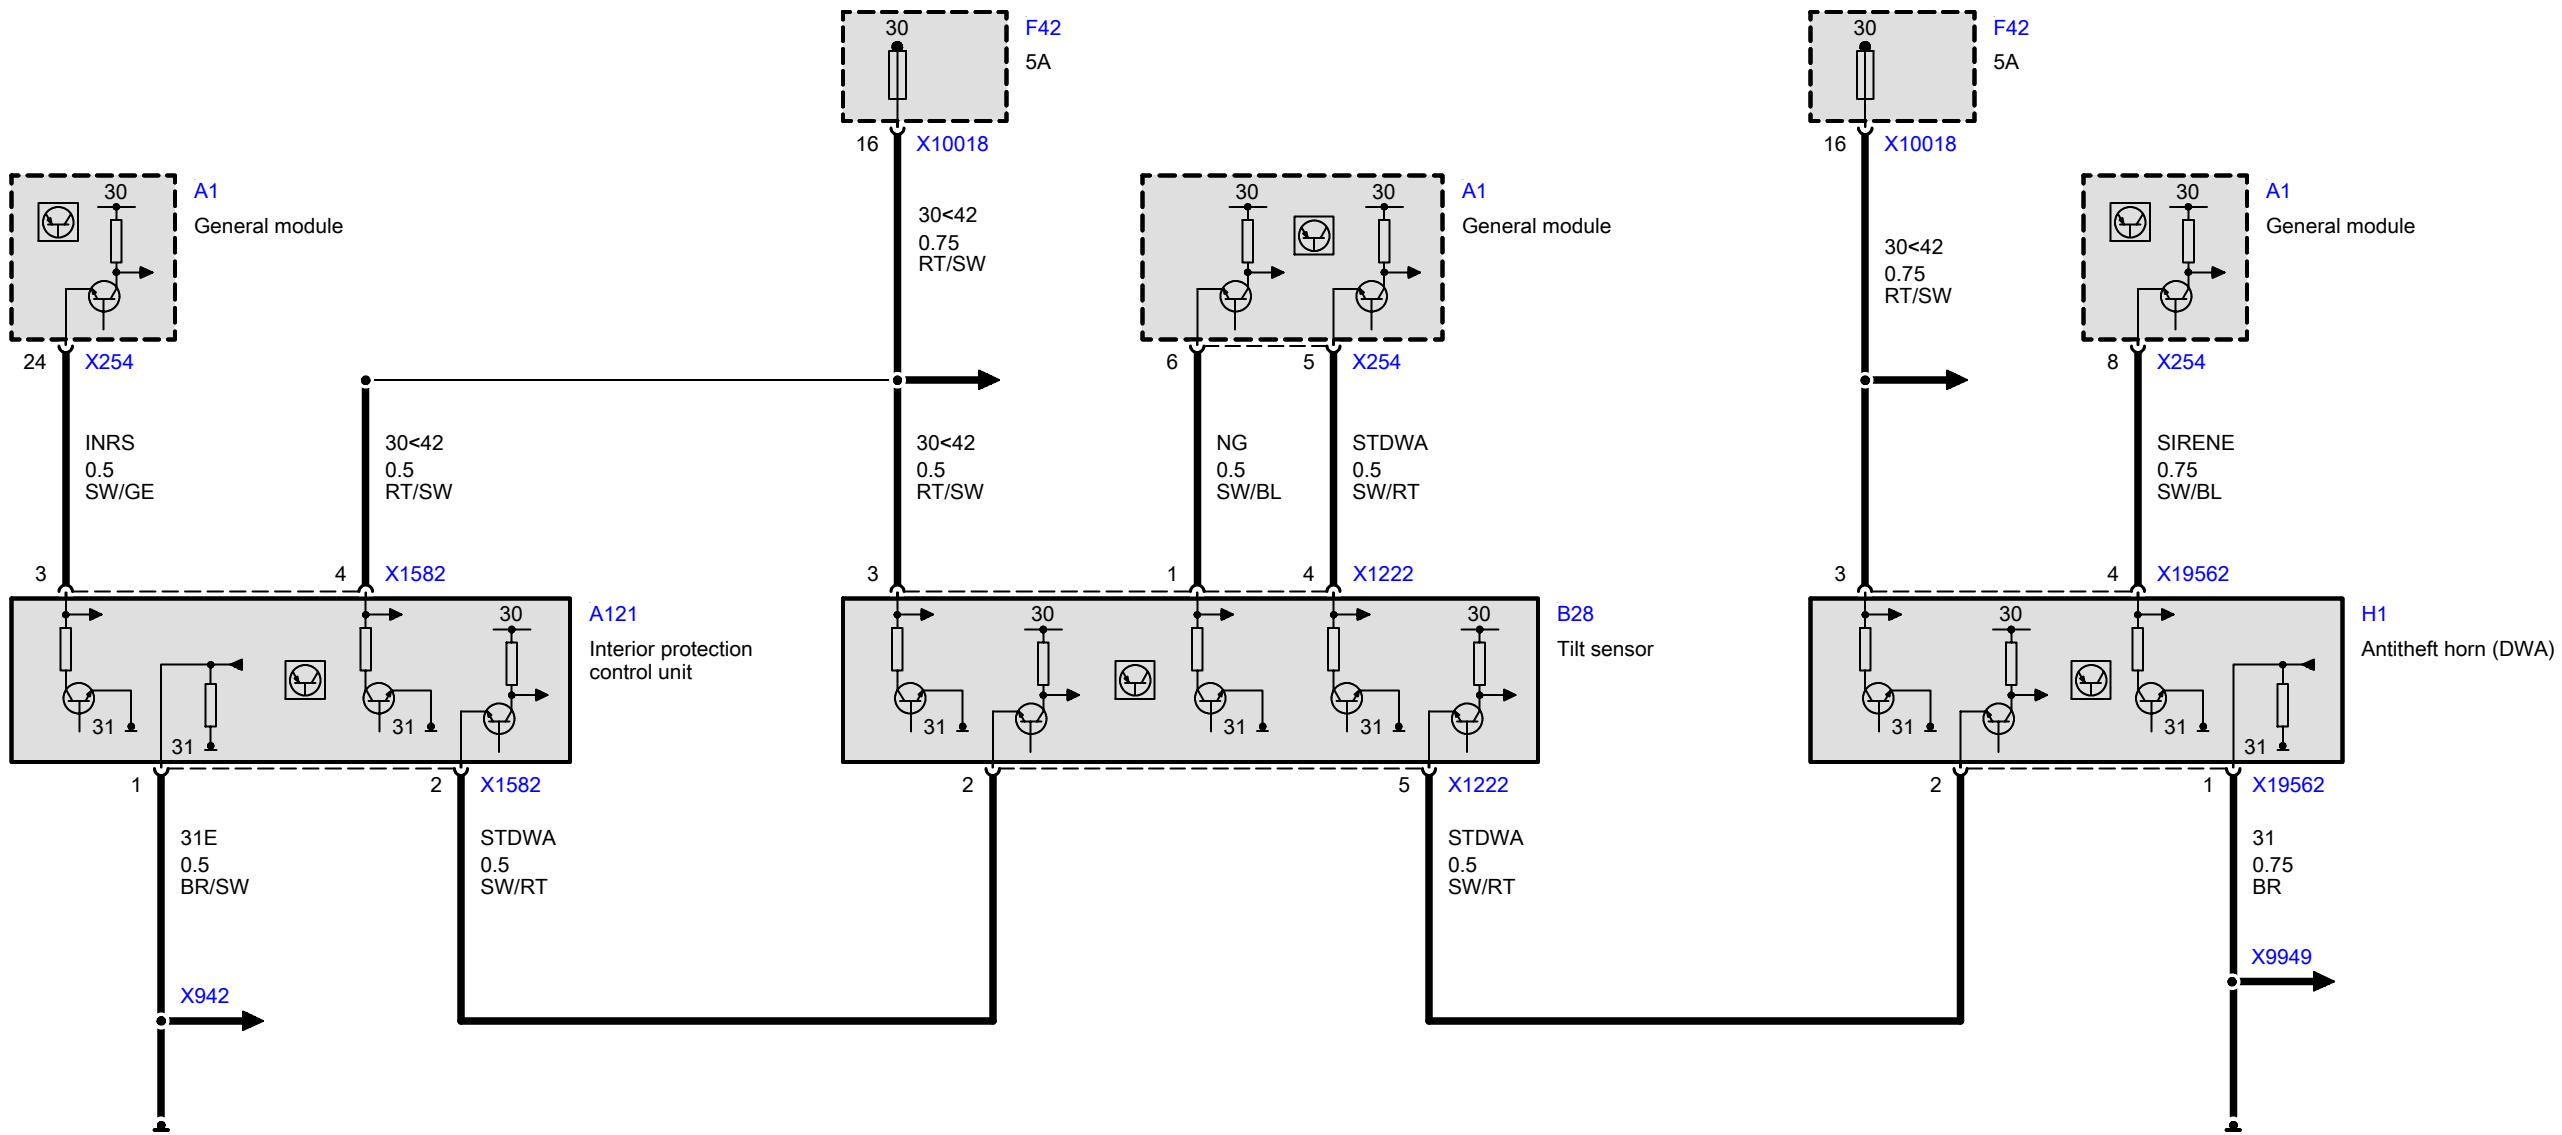 30
F42
5A
16
X10018
30
F42
5A
16
X10018
30
A1
General module
24
X254
30<42
0.75
RT/SW
30
30
A1
General module
6
5
X254
30<42
0.75
RT/SW
30
A1
General module
8
X254
INRS
0.5
SW/GE
30<42
0.5
RT/SW
30<42
0.5
RT/SW
NG
0.5
SW/BL
STDWA
0.5
SW/RT
SIRENE
0.75
SW/BL
3
4
X1582
3
1
4
X1222
3
4
X19562
30
A121
Interior protection
control unit
31
31
31
30
30
B28
Tilt sensor
31
31
31
30
H1
Antitheft horn (DWA)
31
31
31
1
2
X1582
2
5
X1222
2
1
X19562
31E
0.5
BR/SW
STDWA
0.5
SW/RT
STDWA
0.5
SW/RT
31
0.75
BR
X942
X9949